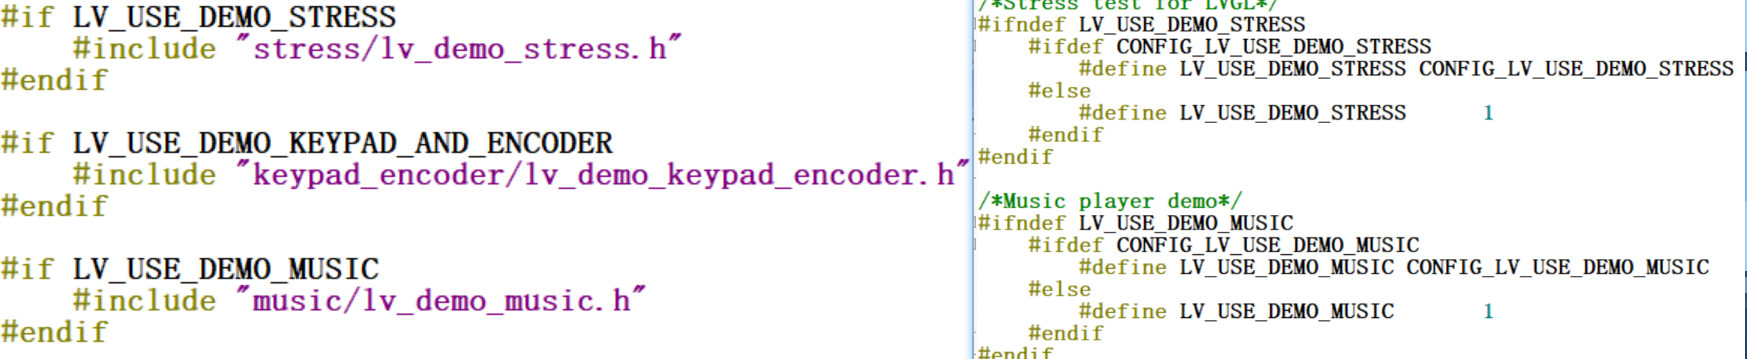 #if LV_USE_DEMO_STRESS
#include "stress/lv_demo_stress.h"
#endif
#if LV_USE_DEMO_KEYPAD_AND_ENCODER
#include "keypad_encoder/lv_demo_keypad_encoder.h"
#endif
#if LV_USE_DEMO_MUSIC
#include "music/lv_demo_music.h"
#endif
/*Stress test for LVGL*/
#ifndef LV_USE_DEMO_STRESS
#ifdef CONFIG_LV_USE_DEMO_STRESS
#define LV_USE_DEMO_STRESS CONFIG_LV_USE_DEMO_STRESS
#else
#define LV_USE_DEMO_STRESS 1
#endif
#endif
/*Music player demo*/
#ifndef LV_USE_DEMO_MUSIC
#ifdef CONFIG_LV_USE_DEMO_MUSIC
#define LV_USE_DEMO_MUSIC CONFIG_LV_USE_DEMO_MUSIC
#else
#define LV_USE_DEMO_MUSIC 1
#endif
#endif